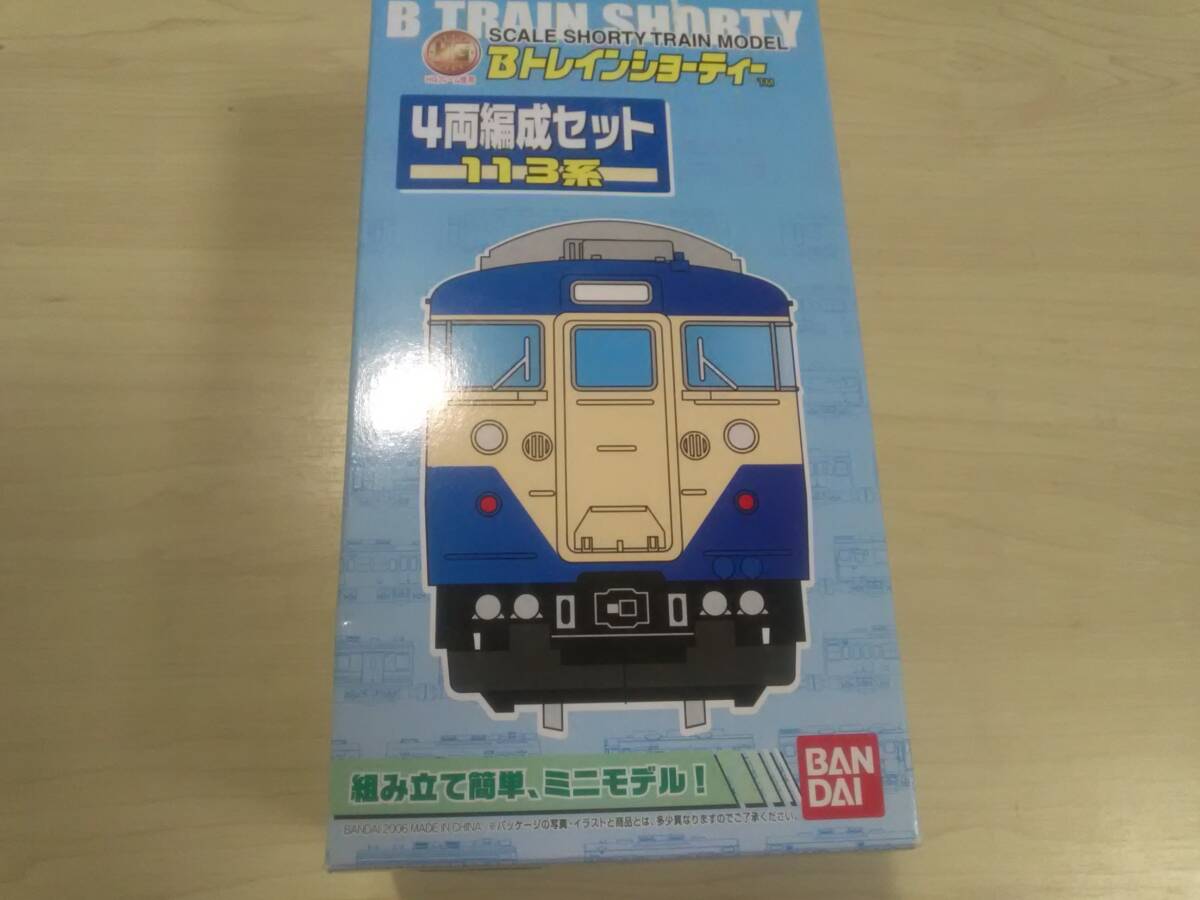 B TRAIN SHORTY
SCALE SHORTY TRAIN MODEL
Bトレインショーティー™
4両編成セット
113系
組み立て簡単、ミニモデル！
BAN
DAI
BANDAI 2006 MADE IN CHINA ※パッケージの写真・イラストと商品とは、多少異なりますのでご了承ください。